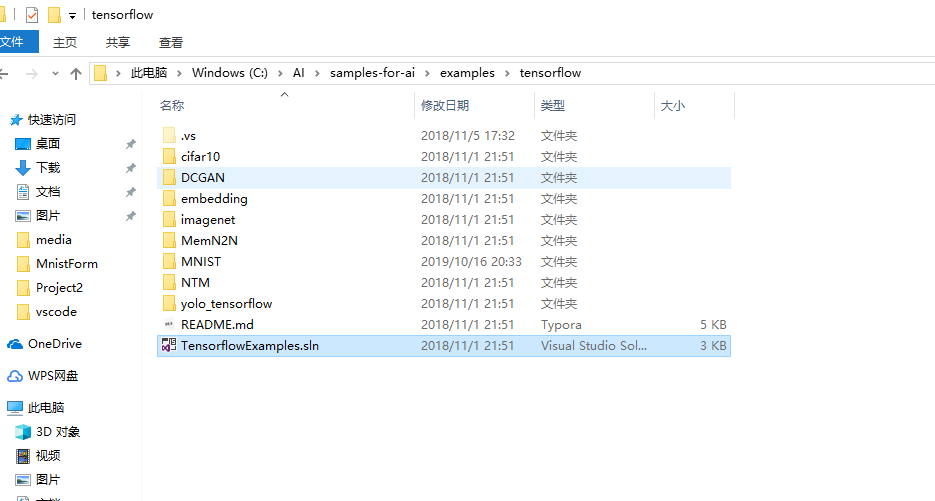 tensorflow
文件 主页 共享 查看
此电脑 › Windows (C:) › AI › samples-for-ai › examples › tensorflow
名称 修改日期 类型 大小
快速访问
桌面
下载
文档
图片
media
MnistForm
Project2
vscode
OneDrive
WPS网盘
此电脑
3D 对象
视频
图片
文档
.vs 2018/11/5 17:32 文件夹
cifar10 2018/11/1 21:51 文件夹
DCGAN 2018/11/1 21:51 文件夹
embedding 2018/11/1 21:51 文件夹
imagenet 2018/11/1 21:51 文件夹
MemN2N 2018/11/1 21:51 文件夹
MNIST 2019/10/16 20:33 文件夹
NTM 2018/11/1 21:51 文件夹
yolo_tensorflow 2018/11/1 21:51 文件夹
README.md 2018/11/1 21:51 Typora 5 KB
TensorflowExamples.sln 2018/11/1 21:51 Visual Studio Sol... 3 KB